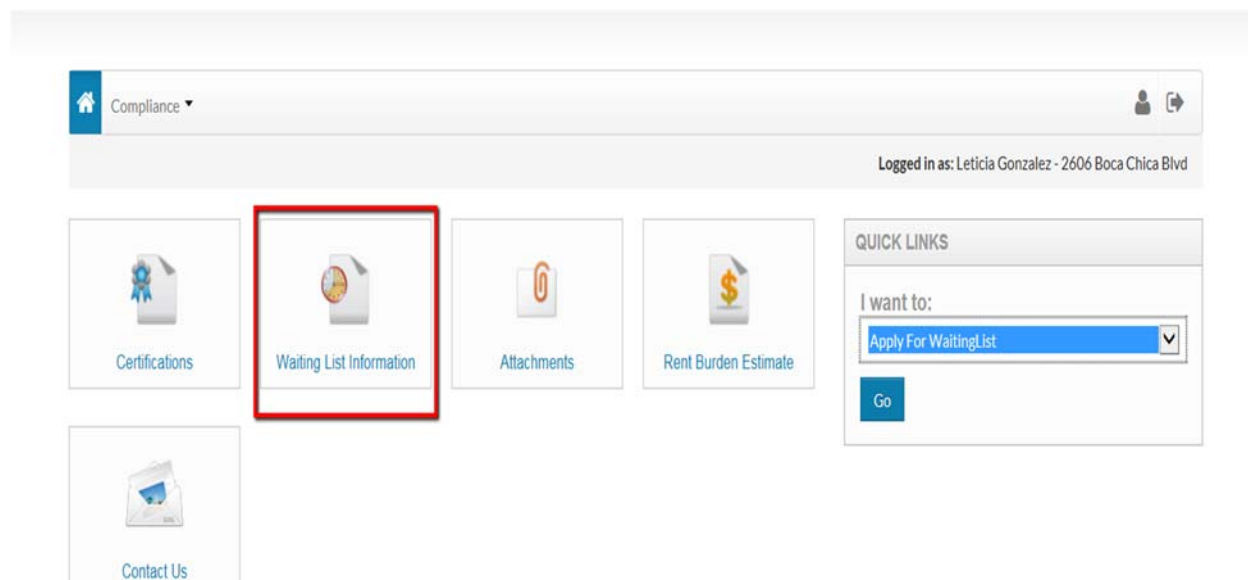 Compliance
Logged in as: Leticia Gonzalez - 2606 Boca Chica Blvd
Certifications
Waiting List Information
Attachments
Rent Burden Estimate
QUICK LINKS
I want to:
Apply For WaitingList
Go
Contact Us